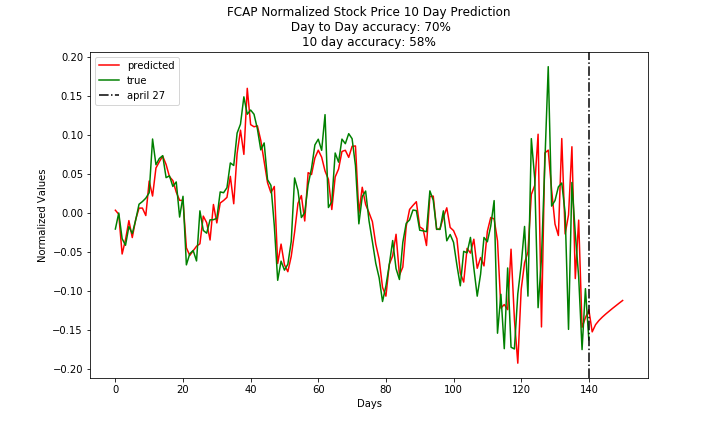 FCAP Normalized Stock Price 10 Day Prediction
Day to Day accuracy: 70%
10 day accuracy: 58%
predicted
true
april 27
Normalized Values
0.20
0.15
0.10
0.05
0.00
−0.05
−0.10
−0.15
−0.20
0 20 40 60 80 100 120 140
Days